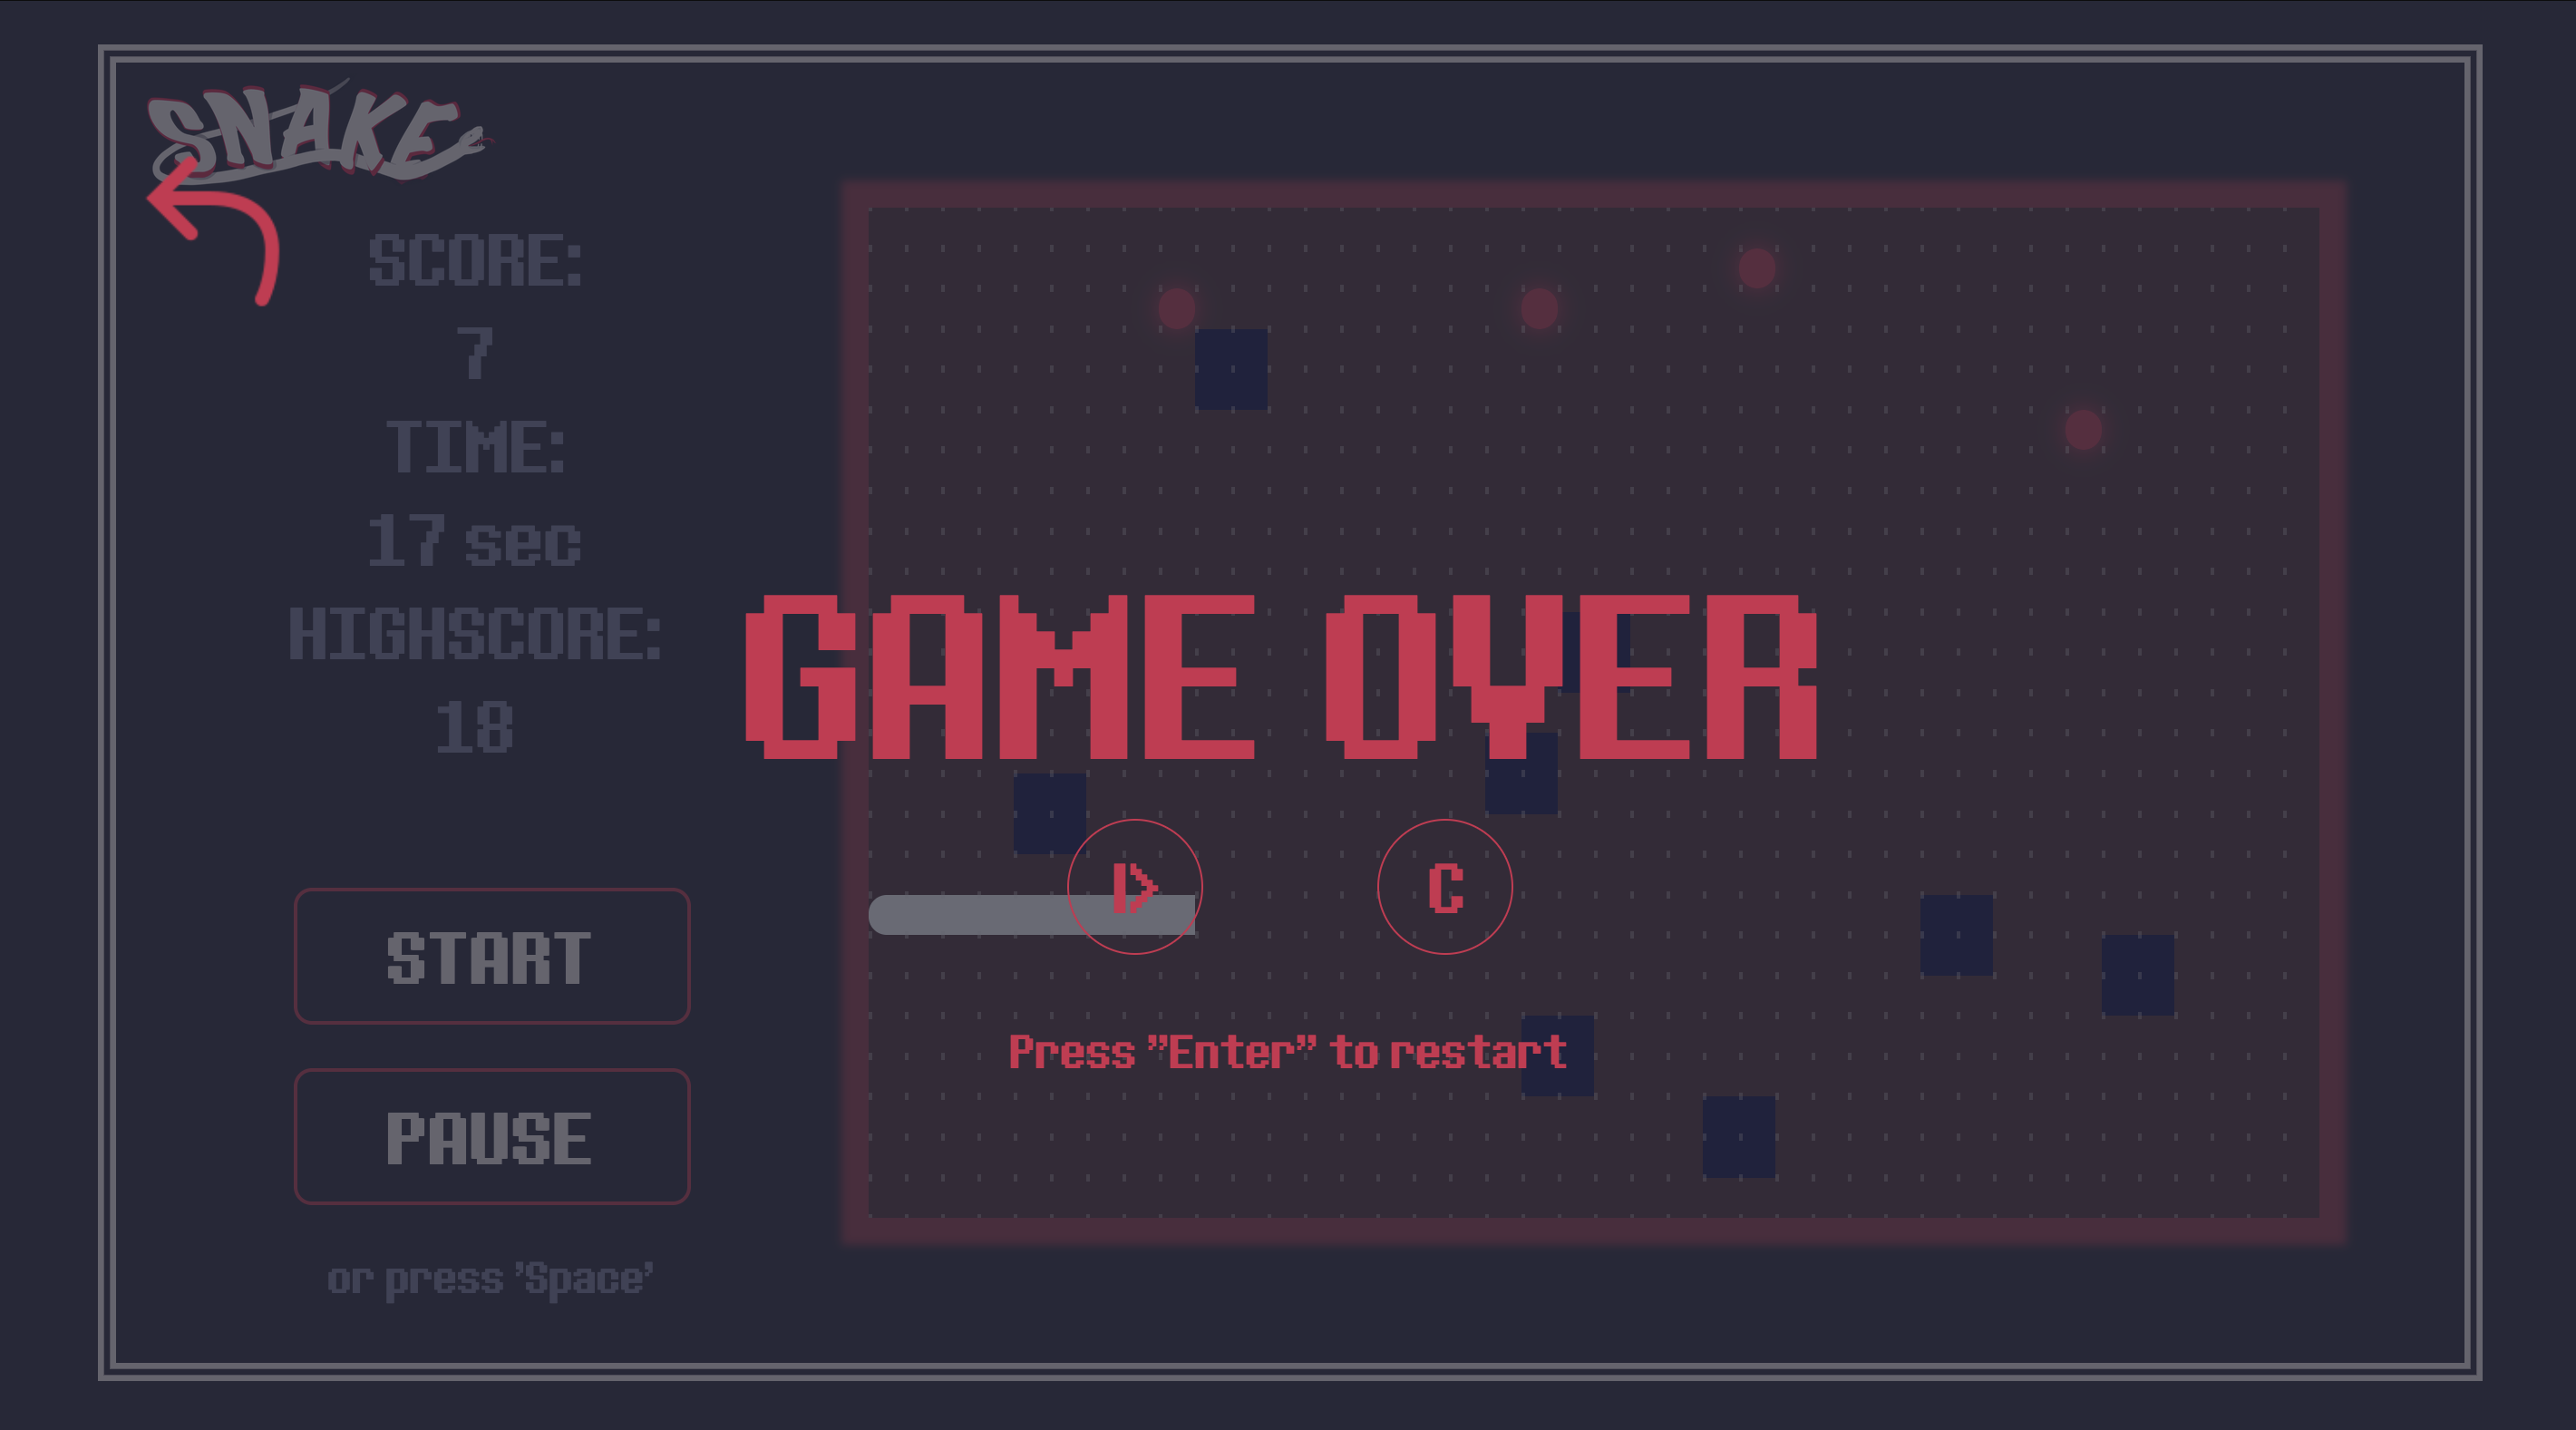 SNAKE
SCORE:
7
TIME:
17 sec
HIGHSCORE:
18
START
PAUSE
or press 'Space'
GAME OVER
C
Press "Enter" to restart